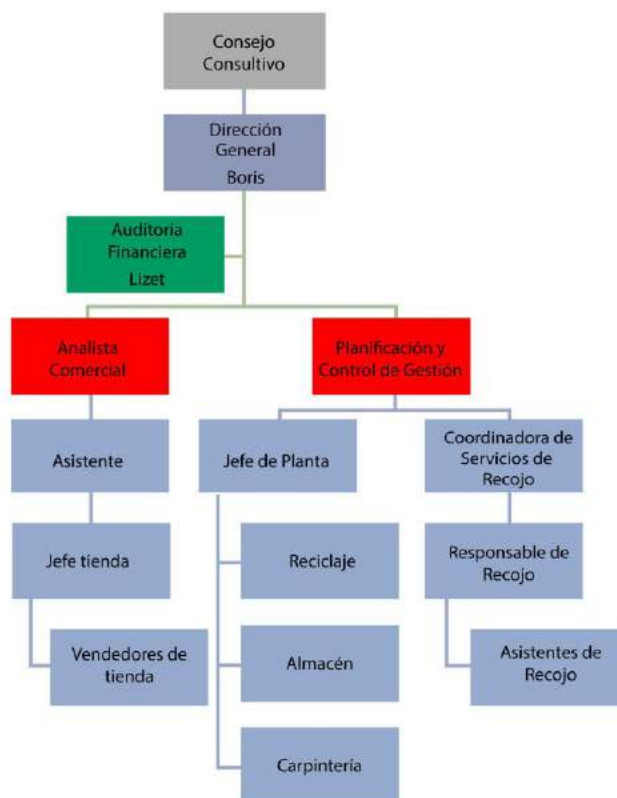 Consejo
Consultivo
Dirección
General
Boris
Auditoria
Financiera
Lizet
Analista
Comercial
Planificación y
Control de Gestión
Asistente
Jefe de Planta
Coordinadora de
Servicios de
Recojo
Jefe tienda
Reciclaje
Responsable de
Recojo
Vendedores de
tienda
Almacén
Asistentes de
Recojo
Carpintería